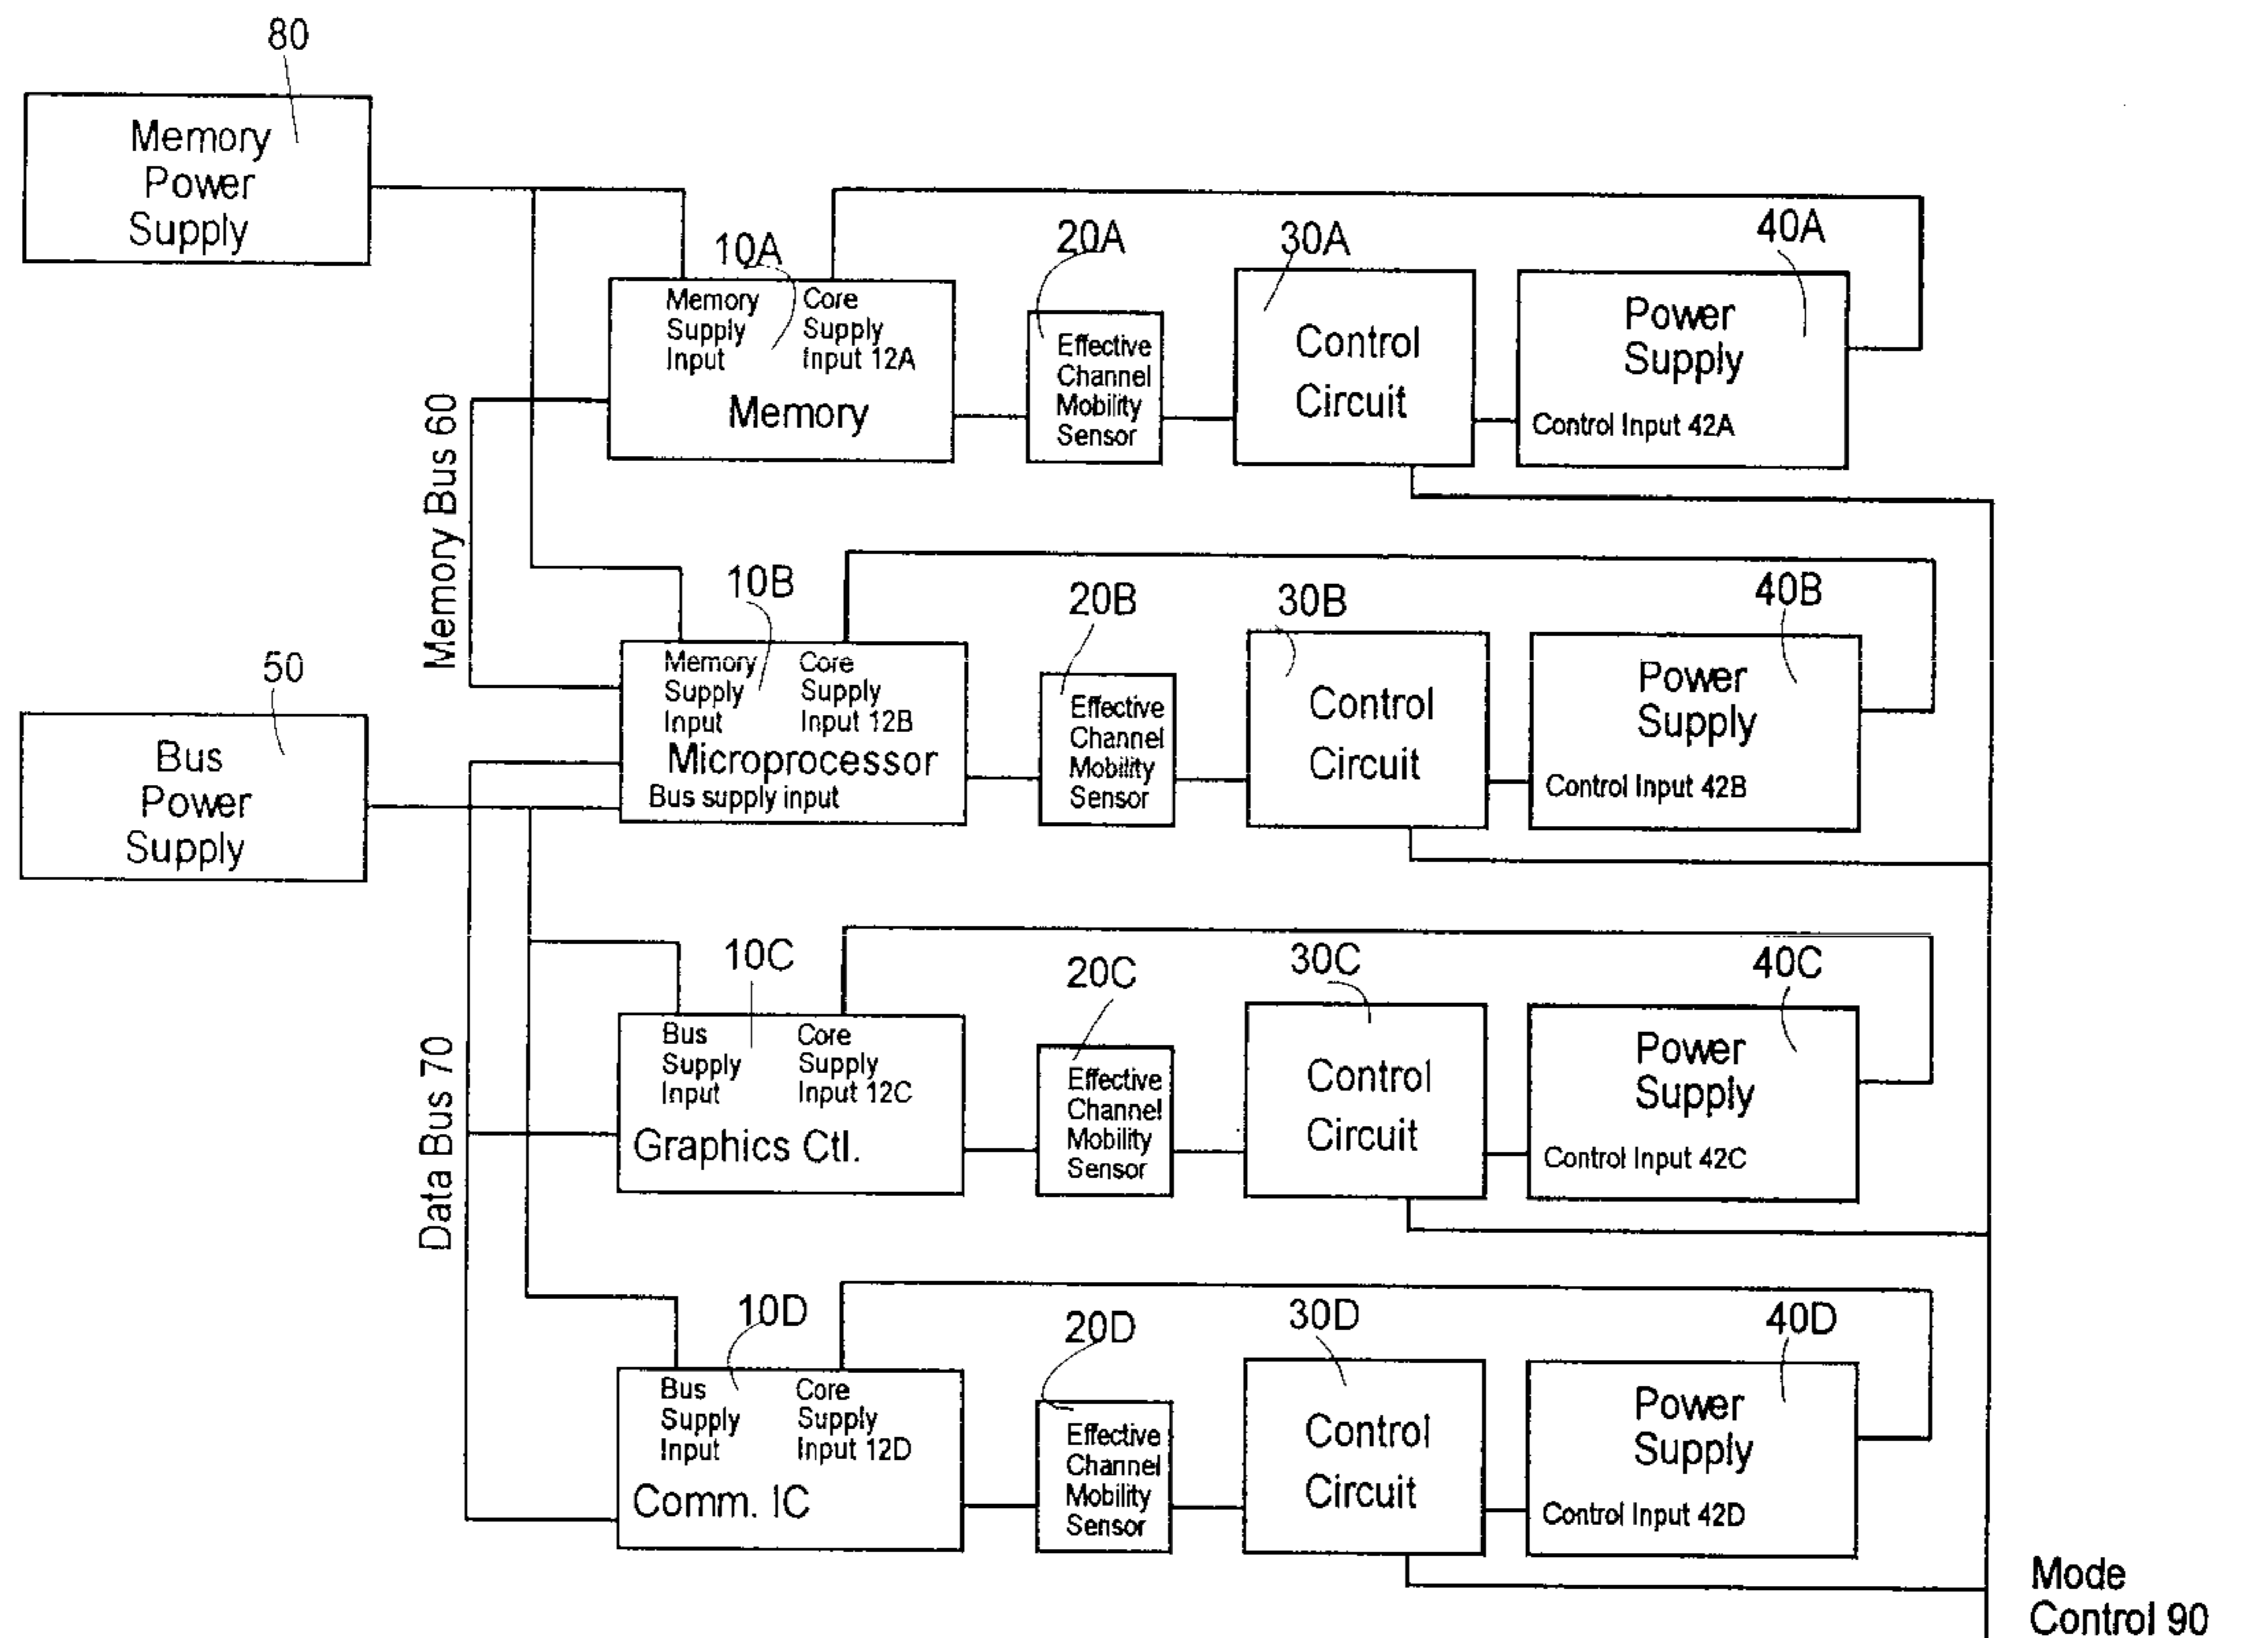 80
Memory
Power
Supply
10A
20A
30A
40A
Memory
Supply
Input
Core
Supply
Input 12A
Memory
Effective
Channel
Mobility
Sensor
Control
Circuit
Power
Supply
Control Input 42A
Memory Bus 60
10B
20B
30B
40B
Memory
Supply
Input
Core
Supply
Input 12B
Microprocessor
Bus supply input
Effective
Channel
Mobility
Sensor
Control
Circuit
Power
Supply
Control Input 42B
50
Bus
Power
Supply
10C
20C
30C
40C
Bus
Supply
Input
Core
Supply
Input 12C
Graphics Ctl.
Effective
Channel
Mobility
Sensor
Control
Circuit
Power
Supply
Control Input 42C
Data Bus 70
10D
20D
30D
40D
Bus
Supply
Input
Core
Supply
Input 12D
Comm. IC
Effective
Channel
Mobility
Sensor
Control
Circuit
Power
Supply
Control Input 42D
Mode
Control 90